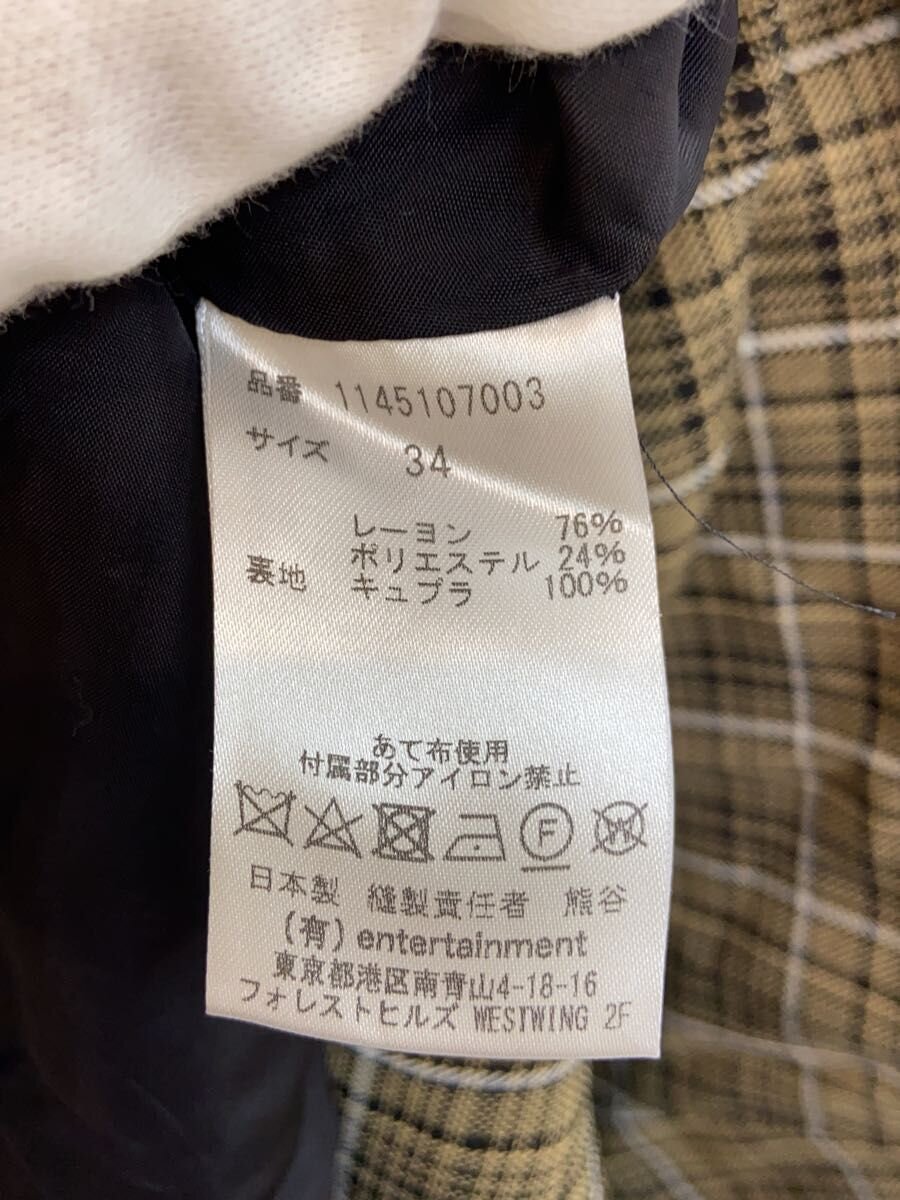 品番 1145107003
サイズ 34
レーヨン 76%
ポリエステル 24%
裏地 キュプラ 100%
あて布使用
付属部分アイロン禁止
F W
日本製 縫製責任者 熊谷
(有) entertainment
東京都港区南青山4-18-16
フォレストヒルズ WESTWING 2F